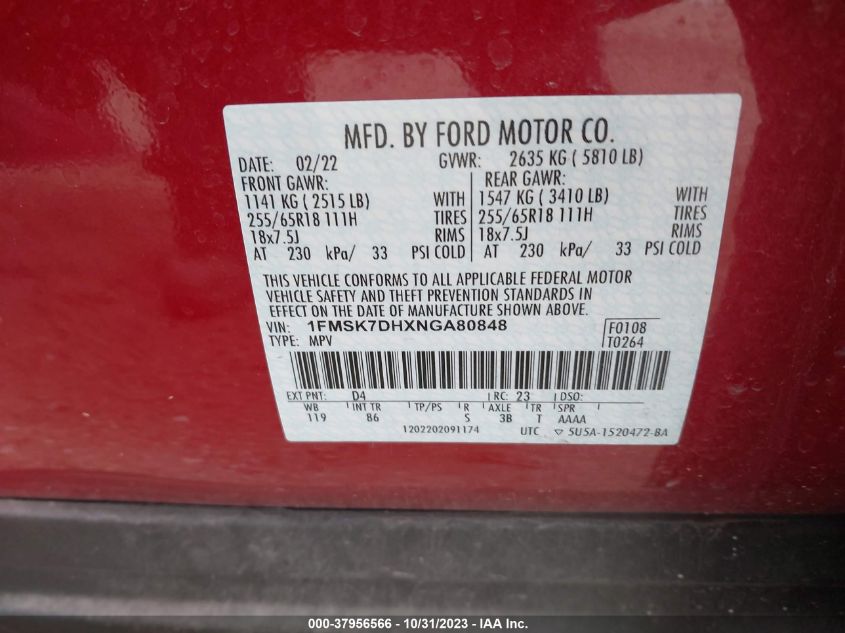 MFD. BY FORD MOTOR CO.
DATE: 02/22 GVWR: 2635 KG ( 5810 LB)
FRONT GAWR: REAR GAWR:
1141 KG ( 2515 LB) WITH 1547 KG ( 3410 LB) WITH
255/65R18 111H TIRES 255/65R18 111H TIRES
18x7.5J RIMS 18x7.5J RIMS
AT 230 kPa/ 33 PSI COLD AT 230 kPa/ 33 PSI COLD
THIS VEHICLE CONFORMS TO ALL APPLICABLE FEDERAL MOTOR
VEHICLE SAFETY AND THEFT PREVENTION STANDARDS IN
EFFECT ON THE DATE OF MANUFACTURE SHOWN ABOVE.
VIN: 1FMSK7DHXNGA80848 F0108
TYPE: MPV T0264
EXT PNT: D4 RC: 23 DSO:
WB INT TR TP/PS R AXLE TR SPR
119 86 S 3B T AAAA
1202202091174 UTC ▽ 5U5A-1520472-BA
000-37956566 - 10/31/2023 - IAA Inc.